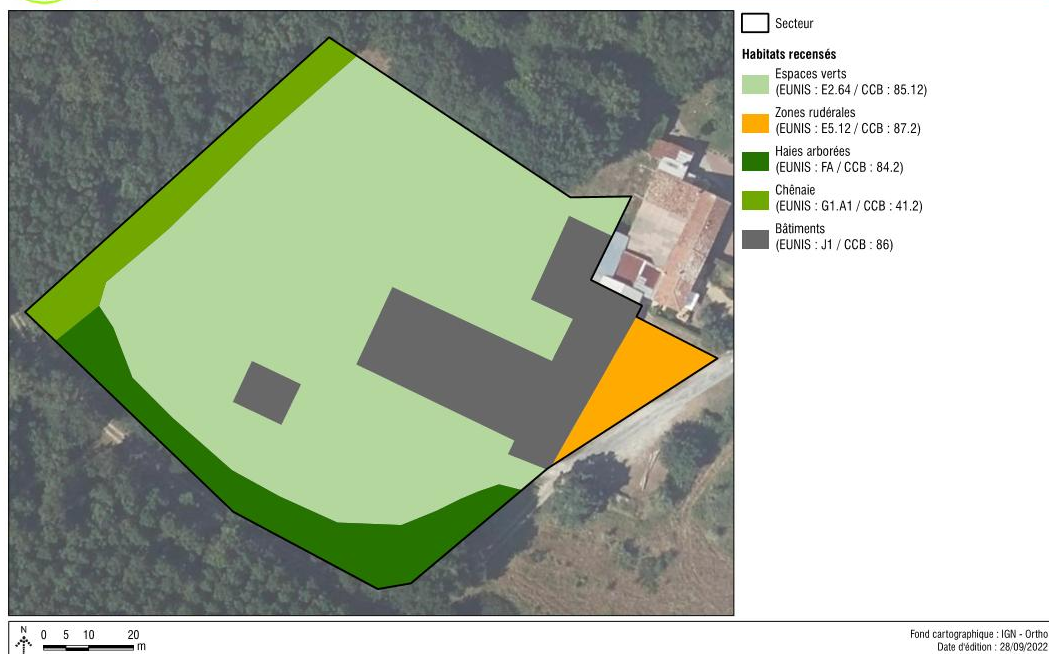 Secteur
Habitats recensés
Espaces verts
(EUNIS : E2.64 / CCB : 85.12)
Zones rudérales
(EUNIS : E5.12 / CCB : 87.2)
Haies arborées
(EUNIS : FA / CCB : 84.2)
Chênaie
(EUNIS : G1.A1 / CCB : 41.2)
Bâtiments
(EUNIS : J1 / CCB : 86)
N
0 5 10 20
m
Fond cartographique : IGN - Ortho
Date d'édition : 28/09/2022